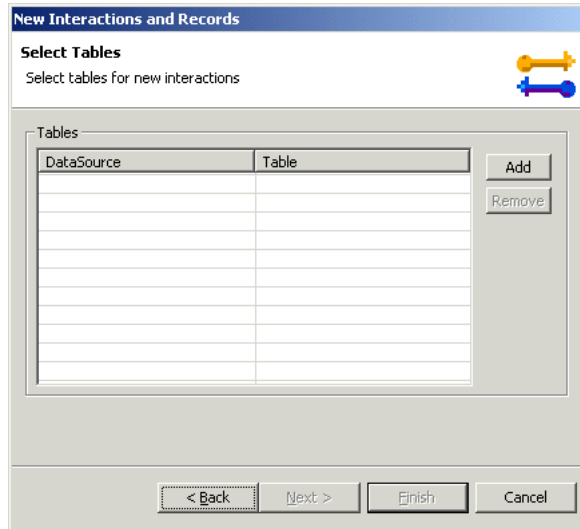 New Interactions and Records
Select Tables
Select tables for new interactions
Tables
DataSource Table
Add
Remove
< Back Next > Finish Cancel